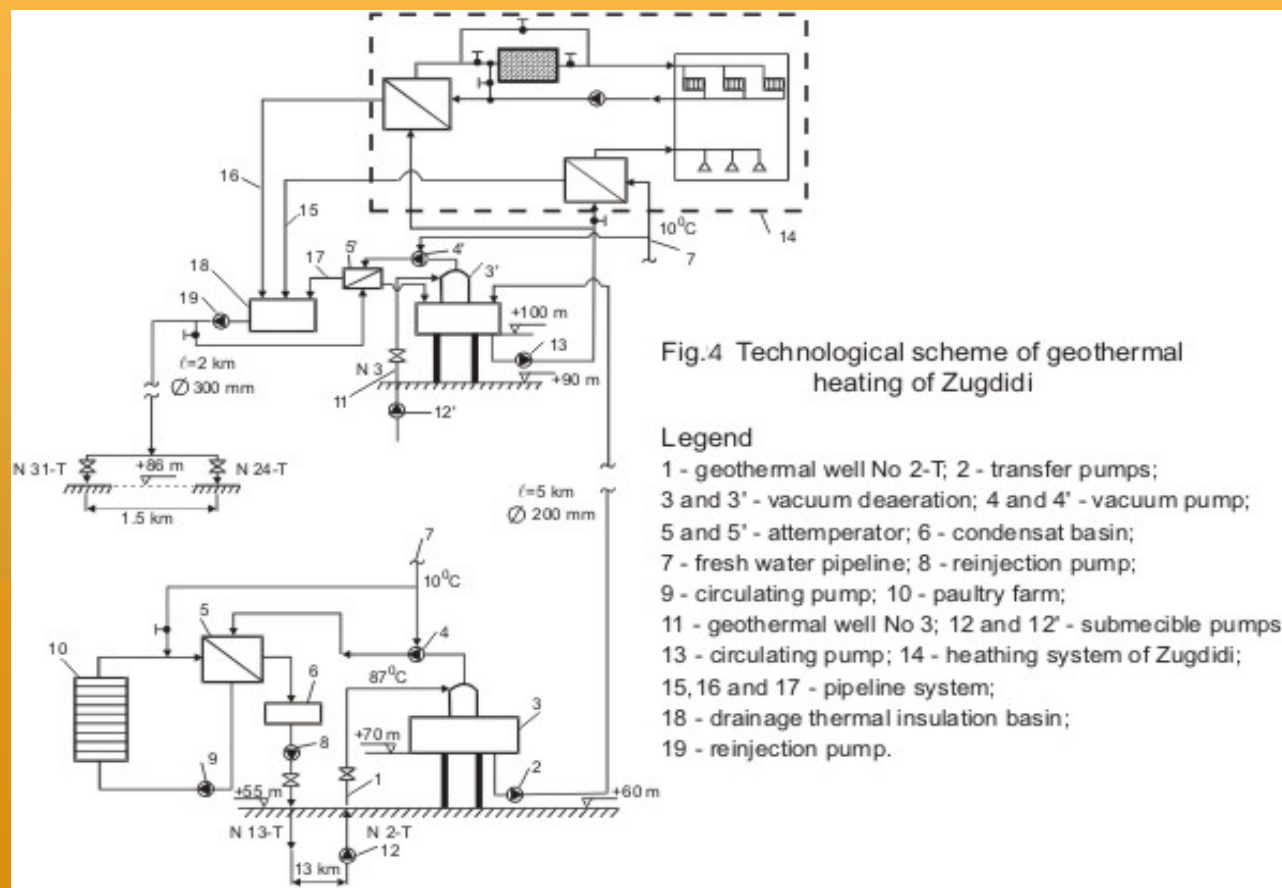 16
15
5'
4'
10⁰C
14
17
3'
7
18
19
+100 m
13
ℓ=2 km
Ø 300 mm
N 3
11
+90 m
12'
N 31-T
+86 m
N 24-T
1.5 km
ℓ=5 km
Ø 200 mm
Fig.4 Technological scheme of geothermal
heating of Zugdidi
Legend
1 - geothermal well No 2-T; 2 - transfer pumps;
3 and 3' - vacuum deaeration; 4 and 4' - vacuum pump;
5 and 5' - attemperator; 6 - condensat basin;
7 - fresh water pipeline; 8 - reinjection pump;
9 - circulating pump; 10 - paultry farm;
11 - geothermal well No 3; 12 and 12' - submecible pumps
13 - circulating pump; 14 - heathing system of Zugdidi;
15,16 and 17 - pipeline system;
18 - drainage thermal insulation basin;
19 - reinjection pump.
7
10⁰C
5
4
10
6
87⁰C
3
8
+70 m
9
1
2
+55 m
+60 m
N 13-T
N 2-T
12
13 km